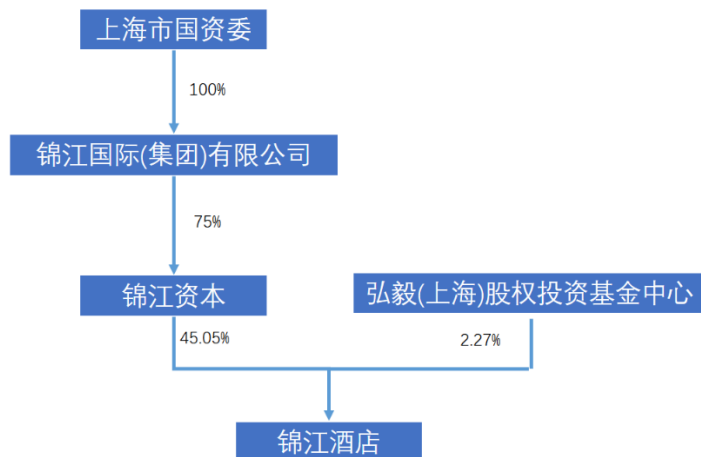 上海市国资委
100%
锦江国际(集团)有限公司
75%
锦江资本
弘毅(上海)股权投资基金中心
45.05%
2.27%
锦江酒店